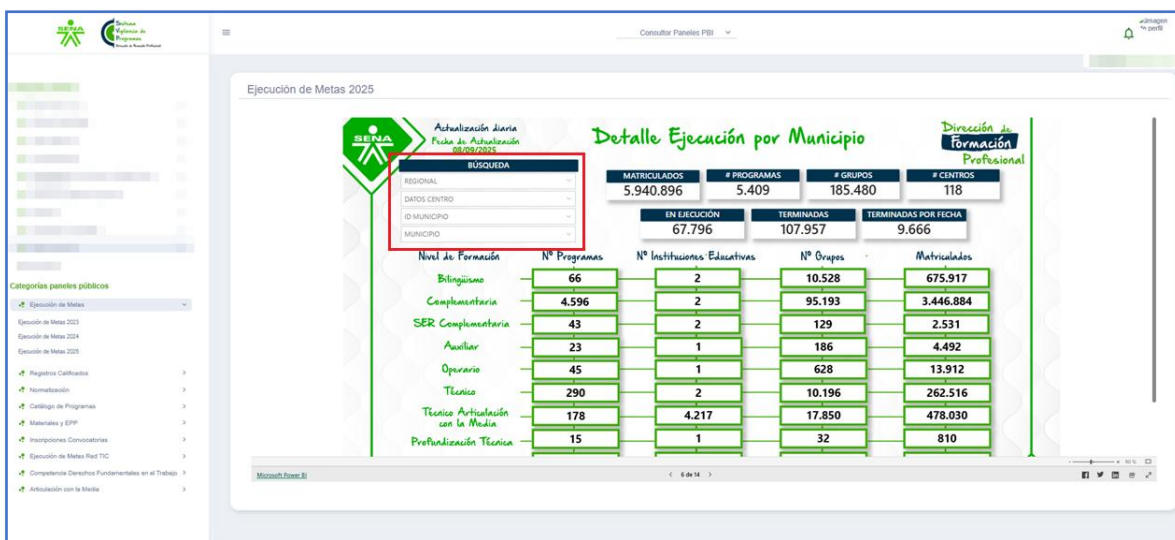 SENA
Sistema
Vigilancia de
Programas
Consultor Paneles PBI
Categorías paneles públicos
Ejecución de Metas
Ejecución de Metas 2023
Ejecución de Metas 2024
Ejecución de Metas 2025
Registros Calificados
Normalización
Catálogo de Programas
Materiales y EPP
Inscripciones Convocatorias
Ejecución de Metas Red TIC
Competencia Derechos Fundamentales en el Trabajo
Articulación con la Media
Ejecución de Metas 2025
SENA
Actualización diaria
Fecha de Actualización
08/09/2025
Detalle Ejecución por Municipio
Dirección de
Formación
Profesional
BÚSQUEDA
REGIONAL
DATOS CENTRO
ID MUNICIPIO
MUNICIPIO
MATRICULADOS # PROGRAMAS # GRUPOS # CENTROS
5.940.896 5.409 185.480 118
EN EJECUCIÓN TERMINADAS TERMINADAS POR FECHA
67.796 107.957 9.666
Nivel de Formación Nº Programas Nº Instituciones Educativas Nº Grupos Matriculados
Bilingüismo 66 2 10.528 675.917
Complementaria 4.596 2 95.193 3.446.884
SER Complementaria 43 2 129 2.531
Auxiliar 23 1 186 4.492
Operario 45 1 628 13.912
Técnico 290 2 10.196 262.516
Técnico Articulación
con la Media 178 4.217 17.850 478.030
Profundización Técnica 15 1 32 810
Microsoft Power BI
6 de 14